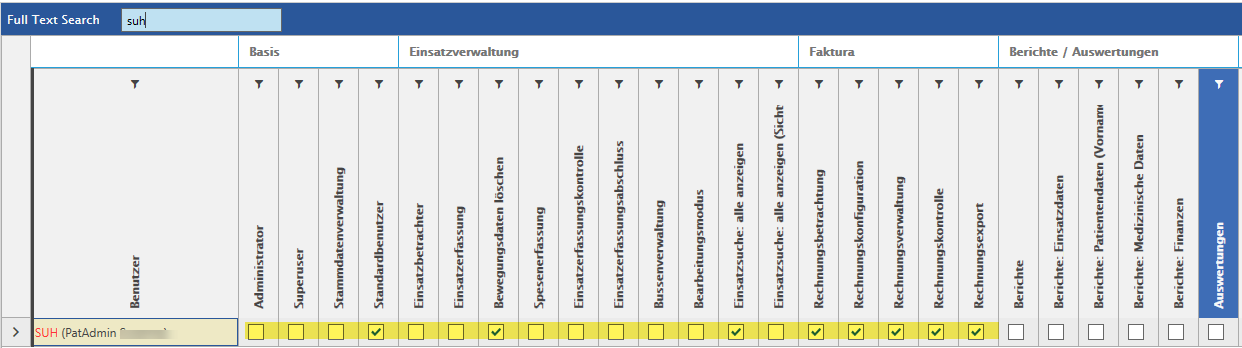 Full Text Search suh
Basis Einsatzverwaltung Faktura Berichte / Auswertungen
Benutzer
Administrator
Superuser
Stammdatenverwaltung
Standardbenutzer
Einsatzbetrachter
Einsatzerfassung
Bewegungsdaten löschen
Spesenerfassung
Einsatzerfassungskontrolle
Einsatzerfassungsabschluss
Bussenverwaltung
Bearbeitungsmodus
Einsatzsuche: alle anzeigen
Einsatzsuche: alle anzeigen (Sicht
Rechnungsbetrachtung
Rechnungskonfiguration
Rechnungsverwaltung
Rechnungskontrolle
Rechnungsexport
Berichte
Berichte: Einsatzdaten
Berichte: Patientendaten (Vorname
Berichte: Medizinische Daten
Berichte: Finanzen
Auswertungen
SUH (PatAdmin